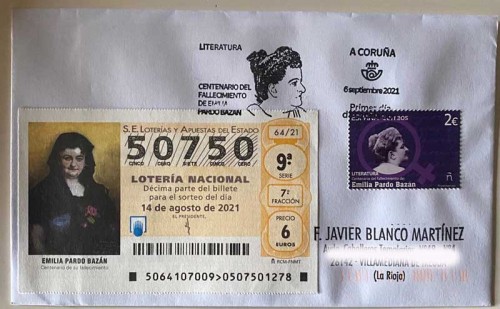 LITERATURA
CENTENARIO DEL
FALLECIMIENTO
DE EMILIA
PARDO BAZÁN
A CORUÑA
6 septiembre 2021
Primer día
S.E. LOTERÍAS Y APUESTAS DEL ESTADO
64/21
50750
CINCO CERO SIETE CINCO CERO
LOTERÍA NACIONAL
Décima parte del billete
para el sorteo del día
14 de agosto de 2021
EL PRESIDENTE,
9ª
SERIE
7ª
FRACCIÓN
PRECIO
6
EUROS
RCM-FNMT
EMILIA PARDO BAZÁN
Centenario de su fallecimiento
5064107009>0507501278
2€
LITERATURA
Centenario del fallecimiento de
Emilia Pardo Bazán
F. JAVIER BLANCO MARTÍNEZ
(La Rioja)